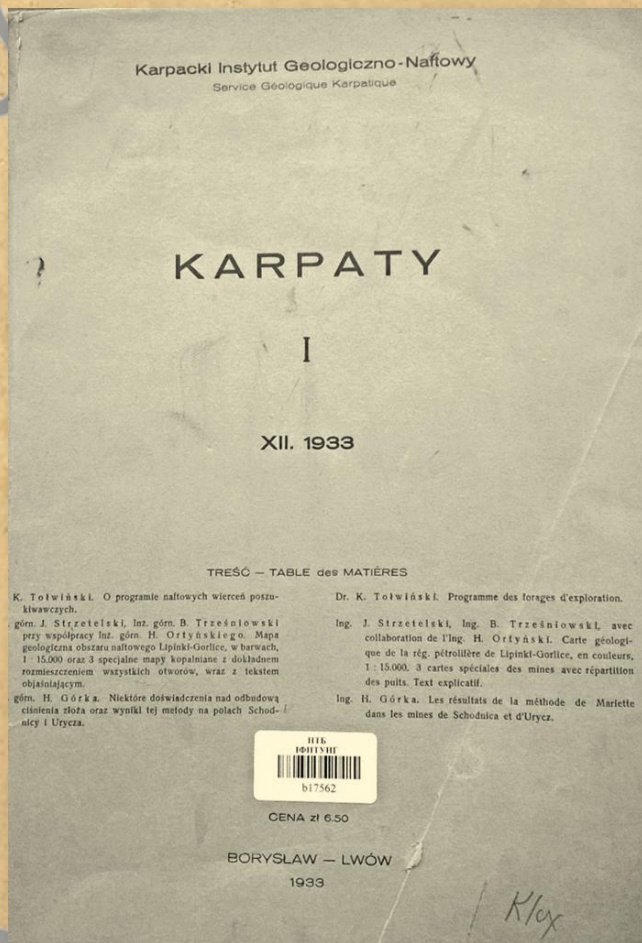 Karpacki Instytut Geologiczno-Naftowy
Service Géologique Karpatique
KARPATY
I
XII. 1933
TREŚĆ — TABLE des MATIÈRES
K. Tołwiński. O programie naftowych wierceń poszu-
kiwawczych.
górn. J. Strzetelski, Inż. górn. B. Trześniowski
przy współpracy Inż. górn. H. Ortyńskiego. Mapa
geologiczna obszaru naftowego Lipinki-Gorlice, w barwach,
1 : 15.000 oraz 3 specjalne mapy kopalniane z dokładnem
rozmieszczeniem wszystkich otworów, wraz z tekstem
objaśniającym.
górn. H. Górka. Niektóre doświadczenia nad odbudową
ciśnienia złoża oraz wyniki tej metody na polach Schod-
nicy i Urycza.
Dr. K. Tołwiński. Programme des forages d'exploration.
Ing. J. Strzetelski, Ing. B. Trześniowski, avec
collaboration de l'Ing. H. Ortyński. Carte géologi-
que de la rég. pétrolifère de Lipinki-Gorlice, en couleurs,
1 : 15.000, 3 cartes spéciales des mines avec répartition
des puits. Text explicatif.
Ing. H. Górka. Les résultats de la méthode de Mariette
dans les mines de Schodnica et d'Urycz.
НТБ
ІФНТУНГ
b17562
CENA zł 6.50
BORYSŁAW — LWÓW
1933